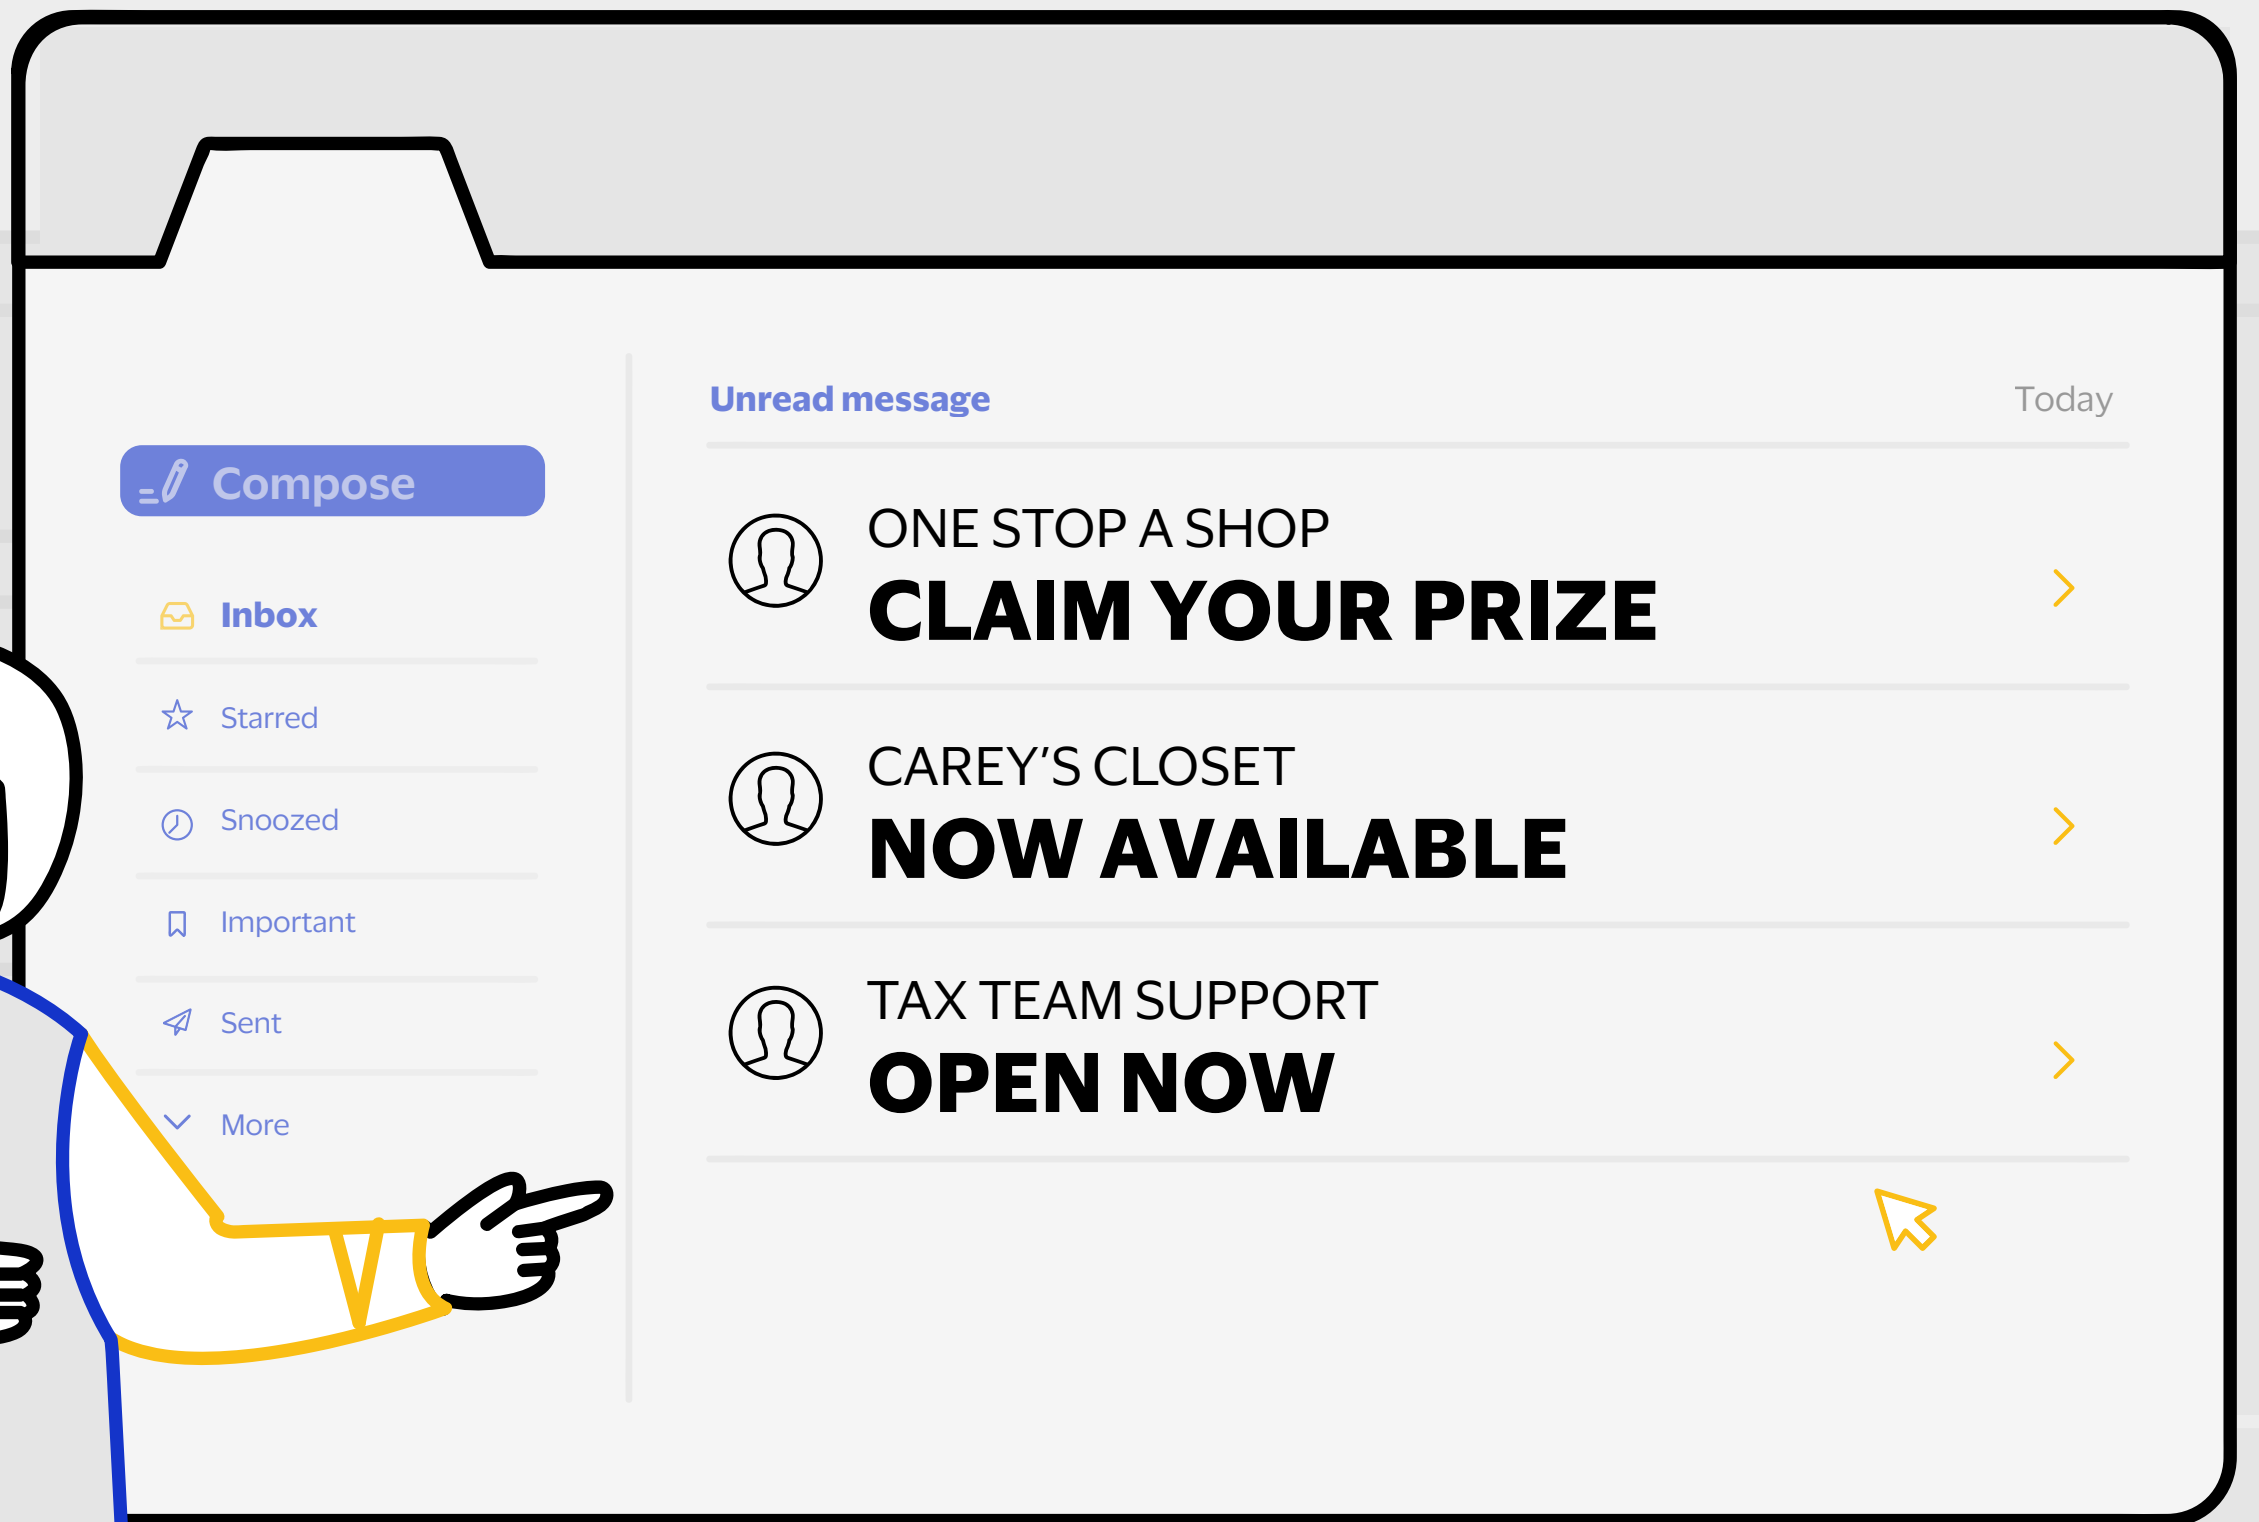 Compose
Inbox
Starred
Snoozed
Important
Sent
More
Unread message
Today
ONE STOP A SHOP
CLAIM YOUR PRIZE
CAREY'S CLOSET
NOW AVAILABLE
TAX TEAM SUPPORT
OPEN NOW